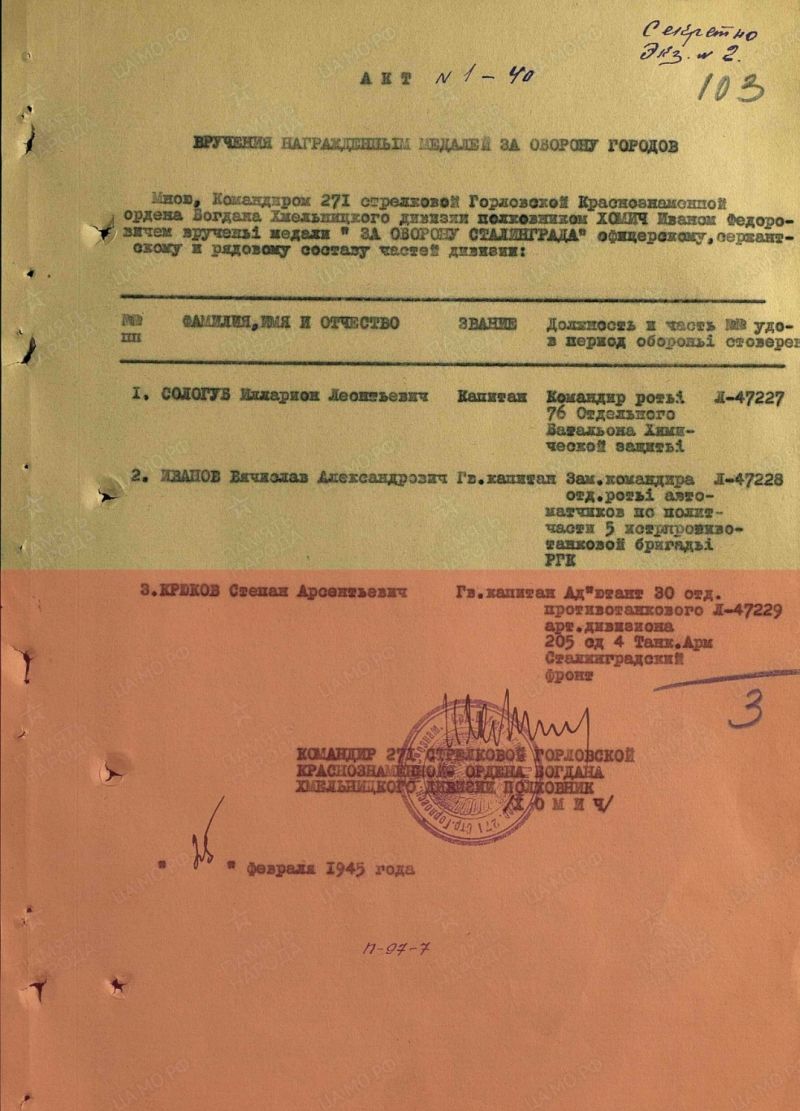 Секретно
Экз. N 2.
103
АКТ N 1-40
ВРУЧЕНИЯ НАГРАЖДЕННЫМ МЕДАЛЕЙ ЗА ОБОРОНУ ГОРОДОВ
Мною, Командиром 271 стрелковой Горловской Краснознаменной
ордена Богдана Хмельницкого дивизии полковником ХОМИЧ Иваном Федоро-
вичем вручены медали " ЗА ОБОРОНУ СТАЛИНГРАДА" офицерскому, сержант-
скому и рядовому составу частей дивизии:
№№ ФАМИЛИЯ, ИМЯ И ОТЧЕСТВО ЗВАНИЕ Должность и часть №№ удо-
пп в период обороны стоверен
1. СОЛОГУБ Илларион Леонтьевич Капитан Командир роты Л-47227
76 Отдельного
Батальона Хими-
ческой защиты
2. ИВАНОВ Вячислав Александрович Гв.капитан Зам.командира Л-47228
отд.роты авто-
матчиков по полит-
части 5 истрпротиво-
танковой бригады
РГК
3. КРЮКОВ Степан Арсентьевич Гв.капитан Ад"ютант 30 отд.
противотанкового Л-47229
арт.дивизиона
205 сд 4 Танк.Арм
Сталинградский
фронт
3
КОМАНДИР 271 СТРЕЛКОВОЙ ГОРЛОВСКОЙ
КРАСНОЗНАМЕННОЙ ОРДЕНА БОГДАНА
ХМЕЛЬНИЦКОГО ДИВИЗИИ ПОЛКОВНИК
/Х О М И Ч/
" " февраля 1945 года
П-97-7